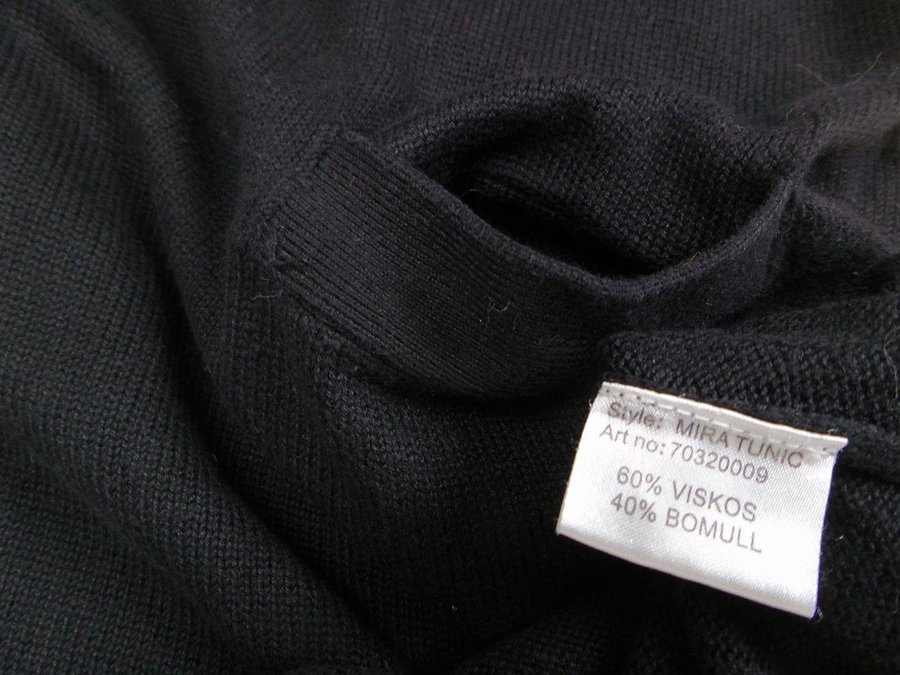 Style: MIRA TUNIC
Art no: 70320009
60% VISKOS
40% BOMULL